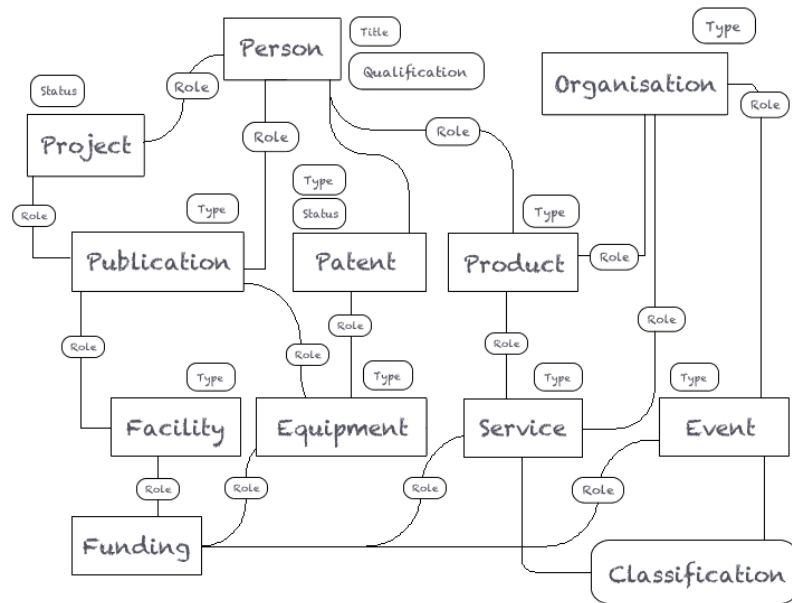 Person
Title
Qualification
Type
Organisation
Status
Role
Role
Role
Role
Project
Role
Type
Type
Status
Type
Publication
Patent
Product
Role
Role
Role
Role
Role
Role
Type
Type
Type
Type
Facility
Equipment
Service
Event
Role
Role
Role
Role
Funding
Classification